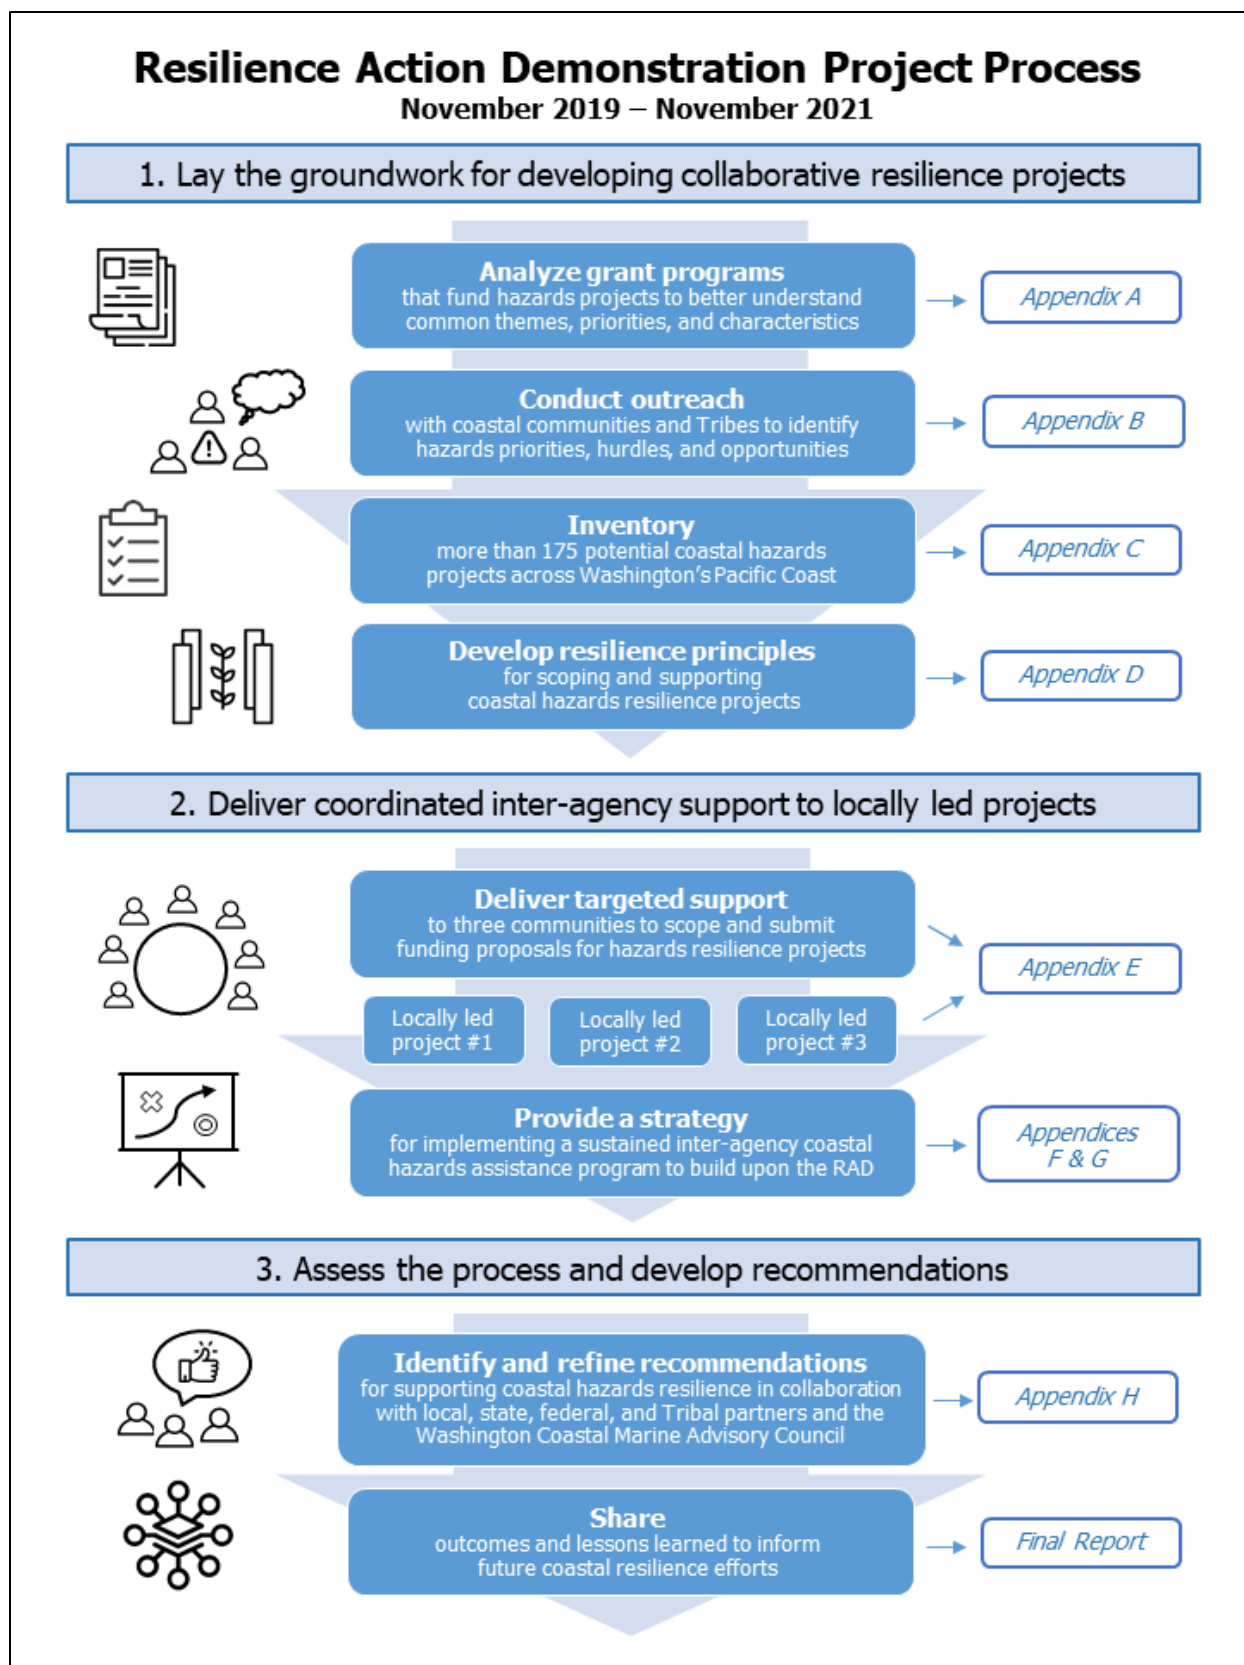 Resilience Action Demonstration Project Process
November 2019 – November 2021
1. Lay the groundwork for developing collaborative resilience projects
Analyze grant programs
that fund hazards projects to better understand
common themes, priorities, and characteristics
Appendix A
Conduct outreach
with coastal communities and Tribes to identify
hazards priorities, hurdles, and opportunities
Appendix B
Inventory
more than 175 potential coastal hazards
projects across Washington's Pacific Coast
Appendix C
Develop resilience principles
for scoping and supporting
coastal hazards resilience projects
Appendix D
2. Deliver coordinated inter-agency support to locally led projects
Deliver targeted support
to three communities to scope and submit
funding proposals for hazards resilience projects
Appendix E
Locally led
project #1
Locally led
project #2
Locally led
project #3
Provide a strategy
for implementing a sustained inter-agency coastal
hazards assistance program to build upon the RAD
Appendices
F & G
3. Assess the process and develop recommendations
Identify and refine recommendations
for supporting coastal hazards resilience in collaboration
with local, state, federal, and Tribal partners and the
Washington Coastal Marine Advisory Council
Appendix H
Share
outcomes and lessons learned to inform
future coastal resilience efforts
Final Report